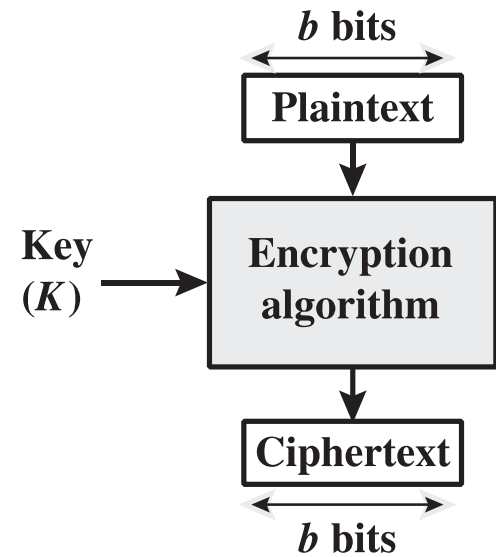 b bits
Plaintext
Key
(K)
Encryption
algorithm
Ciphertext
b bits